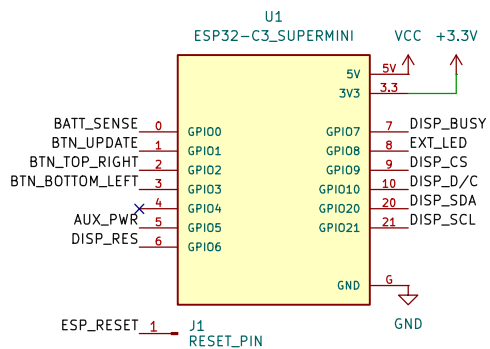 U1
ESP32-C3_SUPERMINI
VCC
+3.3V
5V 5V
3V3 3.3
BATT_SENSE 0 GPIO0
BTN_UPDATE 1 GPIO1
BTN_TOP_RIGHT 2 GPIO2
BTN_BOTTOM_LEFT 3 GPIO3
4 GPIO4
AUX_PWR 5 GPIO5
DISP_RES 6 GPIO6
GPIO7 7 DISP_BUSY
GPIO8 8 EXT_LED
GPIO9 9 DISP_CS
GPIO10 10 DISP_D/C
GPIO20 20 DISP_SDA
GPIO21 21 DISP_SCL
GND G
GND
ESP_RESET 1 J1
RESET_PIN